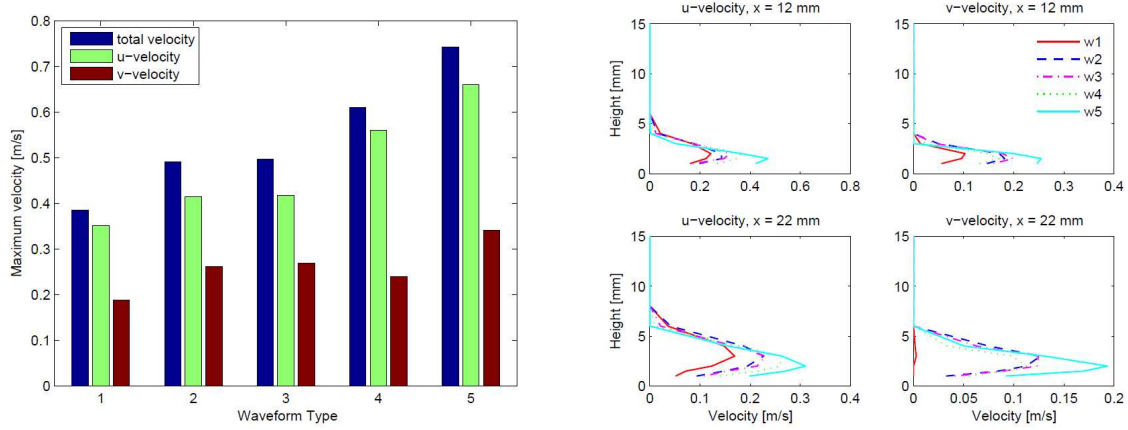 total velocity
u−velocity
v−velocity
Maximum velocity [m/s]
0.8
0.7
0.6
0.5
0.4
0.3
0.2
0.1
0
1 2 3 4 5
Waveform Type
u−velocity, x = 12 mm
Height [mm]
15
10
5
0
0 0.2 0.4 0.6 0.8
v−velocity, x = 12 mm
w1
w2
w3
w4
w5
15
10
5
0
0 0.1 0.2 0.3 0.4
u−velocity, x = 22 mm
Height [mm]
15
10
5
0
0 0.1 0.2 0.3 0.4
Velocity [m/s]
v−velocity, x = 22 mm
15
10
5
0
0 0.05 0.1 0.15 0.2
Velocity [m/s]